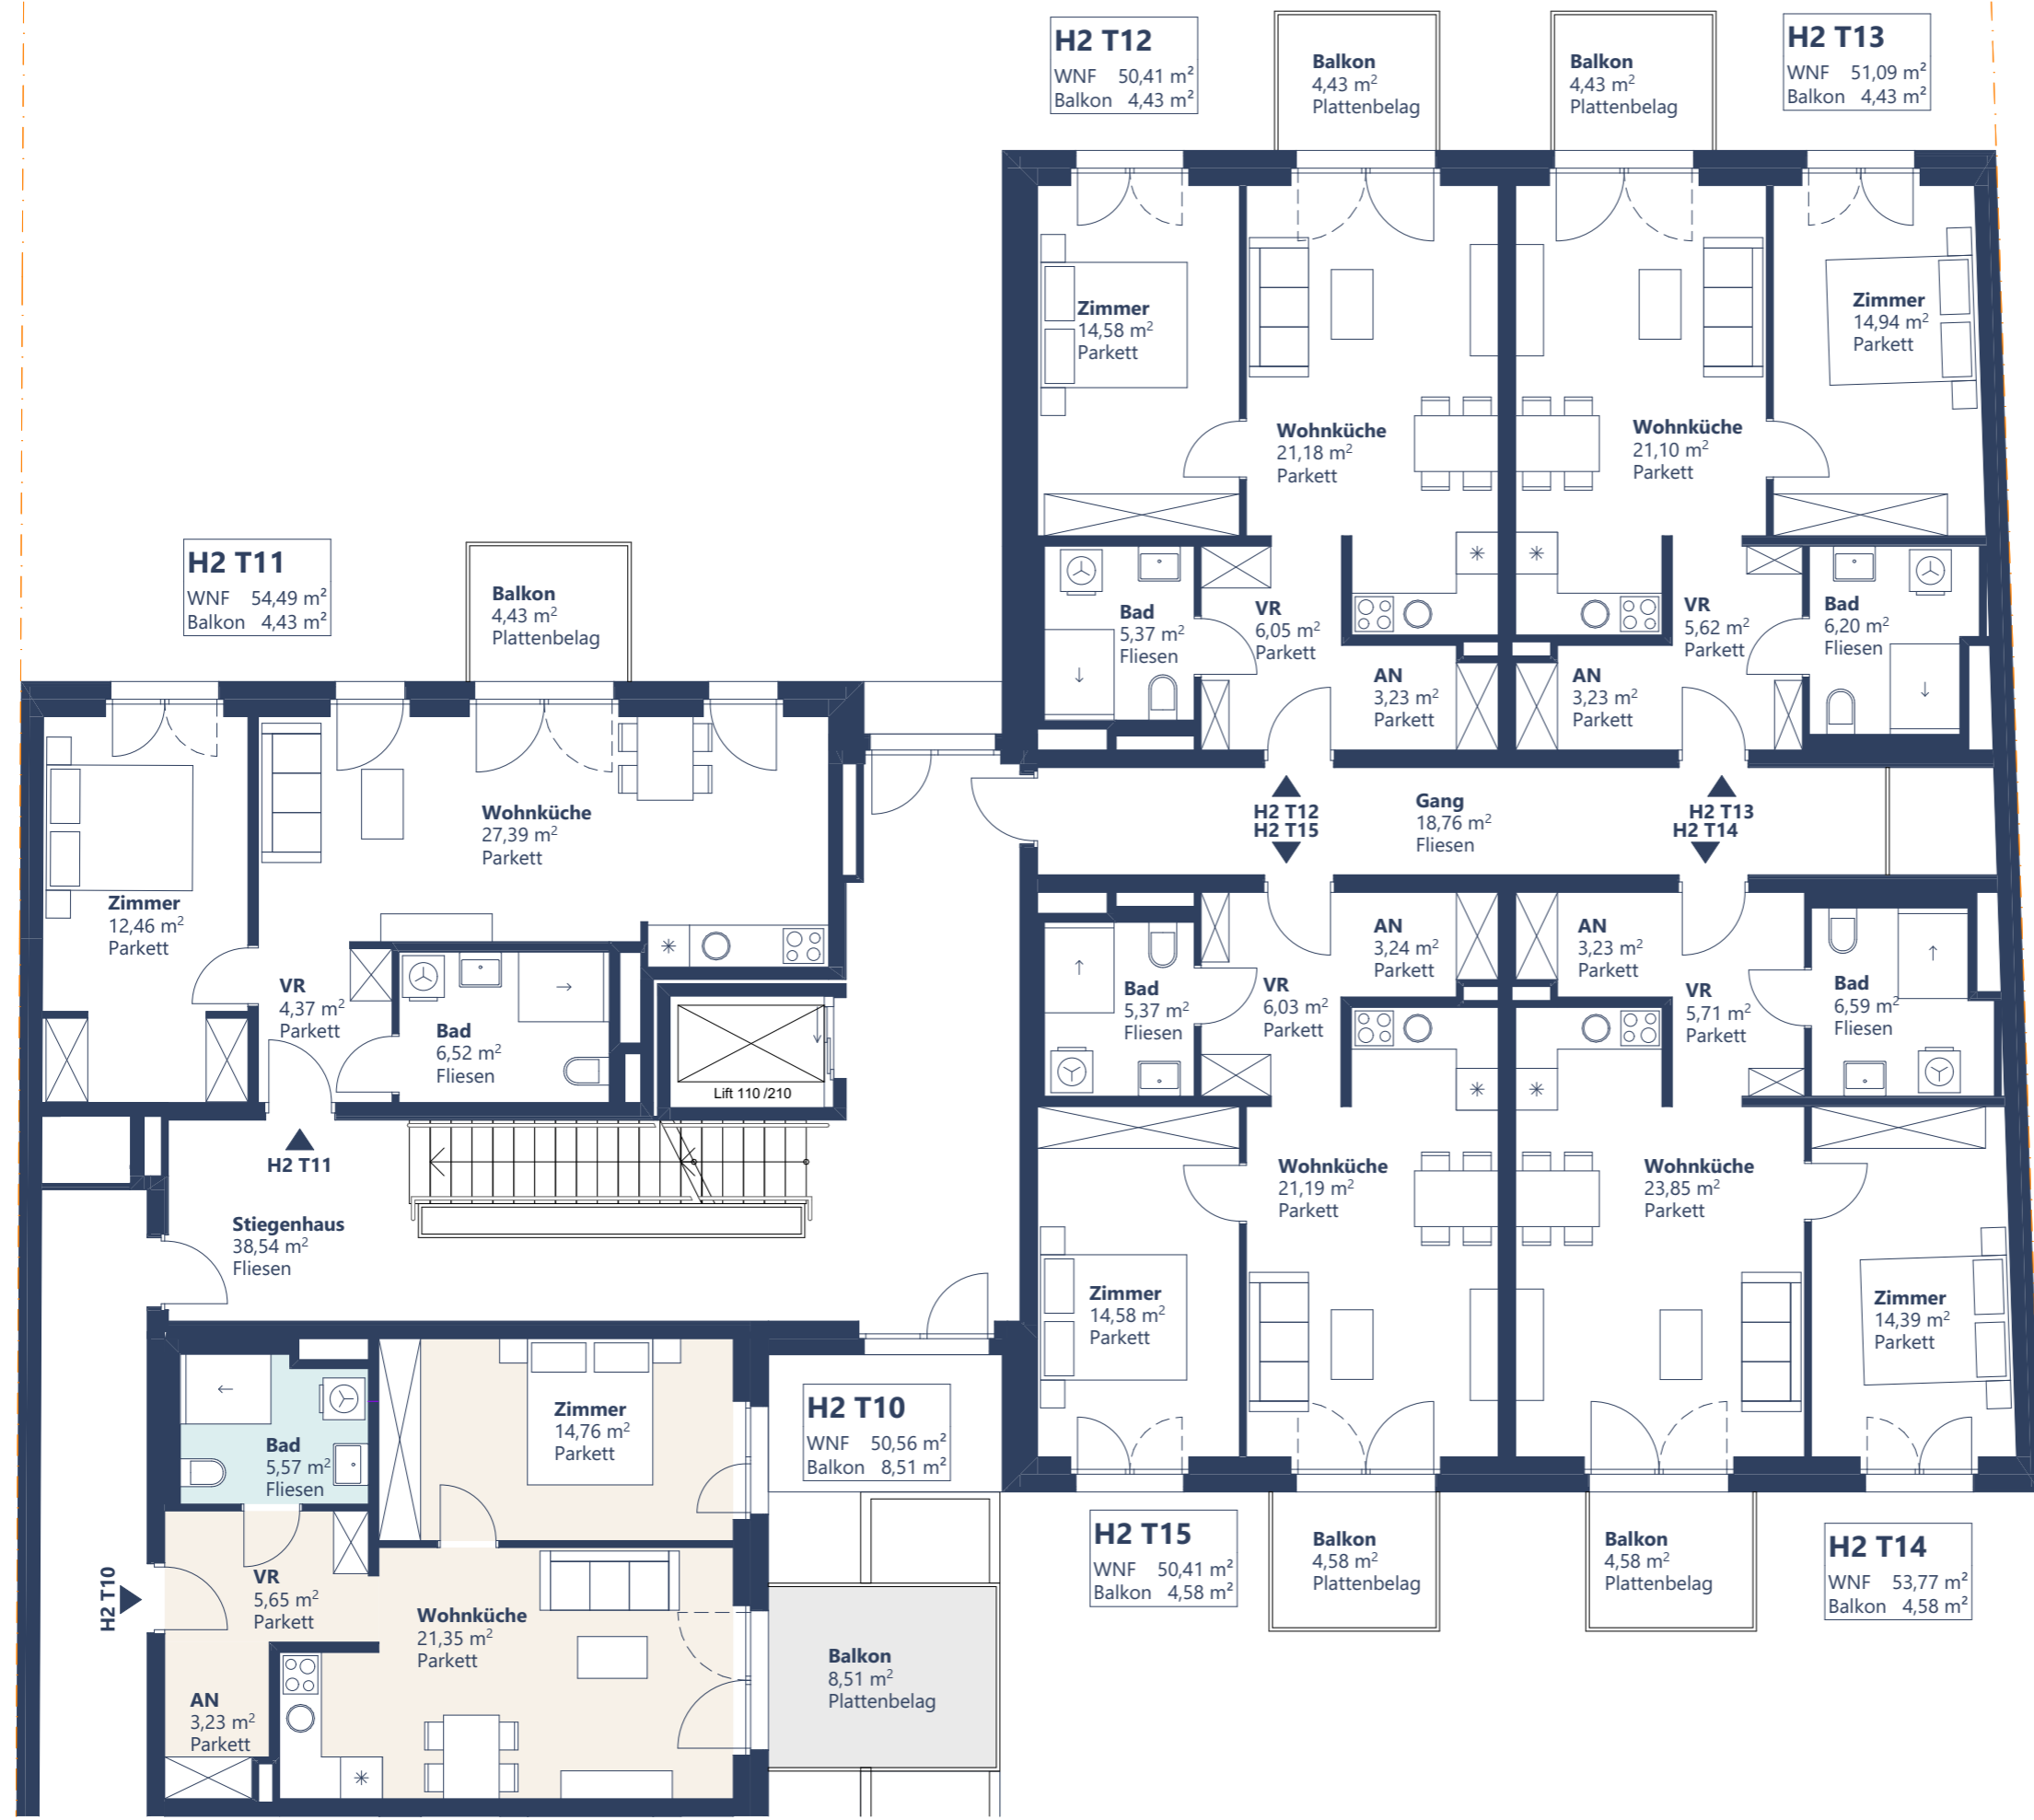 H2 T12
WNF 50,41 m²
Balkon 4,43 m²
Balkon
4,43 m²
Plattenbelag
Balkon
4,43 m²
Plattenbelag
H2 T13
WNF 51,09 m²
Balkon 4,43 m²
Zimmer
14,58 m²
Parkett
Wohnküche
21,18 m²
Parkett
Wohnküche
21,10 m²
Parkett
Zimmer
14,94 m²
Parkett
Bad
5,37 m²
Fliesen
VR
6,05 m²
Parkett
AN
3,23 m²
Parkett
AN
3,23 m²
Parkett
VR
5,62 m²
Parkett
Bad
6,20 m²
Fliesen
H2 T11
WNF 54,49 m²
Balkon 4,43 m²
Balkon
4,43 m²
Plattenbelag
Zimmer
12,46 m²
Parkett
Wohnküche
27,39 m²
Parkett
VR
4,37 m²
Parkett
Bad
6,52 m²
Fliesen
Lift 110 /210
H2 T11
Stiegenhaus
38,54 m²
Fliesen
H2 T12
H2 T15
Gang
18,76 m²
Fliesen
H2 T13
H2 T14
Bad
5,37 m²
Fliesen
VR
6,03 m²
Parkett
AN
3,24 m²
Parkett
AN
3,23 m²
Parkett
VR
5,71 m²
Parkett
Bad
6,59 m²
Fliesen
Zimmer
14,58 m²
Parkett
Wohnküche
21,19 m²
Parkett
Wohnküche
23,85 m²
Parkett
Zimmer
14,39 m²
Parkett
Bad
5,57 m²
Fliesen
Zimmer
14,76 m²
Parkett
H2 T10
WNF 50,56 m²
Balkon 8,51 m²
H2 T10
VR
5,65 m²
Parkett
Wohnküche
21,35 m²
Parkett
AN
3,23 m²
Parkett
Balkon
8,51 m²
Plattenbelag
H2 T15
WNF 50,41 m²
Balkon 4,58 m²
Balkon
4,58 m²
Plattenbelag
Balkon
4,58 m²
Plattenbelag
H2 T14
WNF 53,77 m²
Balkon 4,58 m²